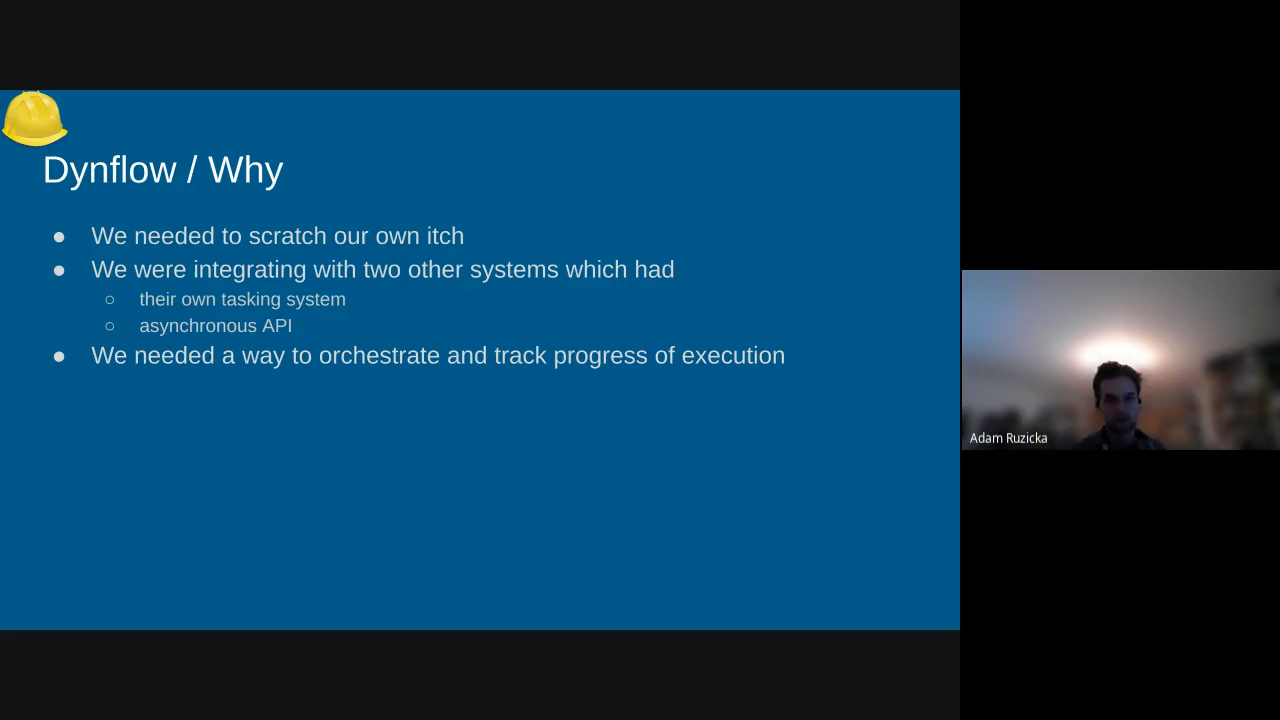 Dynflow / Why
● We needed to scratch our own itch
● We were integrating with two other systems which had
○ their own tasking system
○ asynchronous API
● We needed a way to orchestrate and track progress of execution
Adam Ruzicka